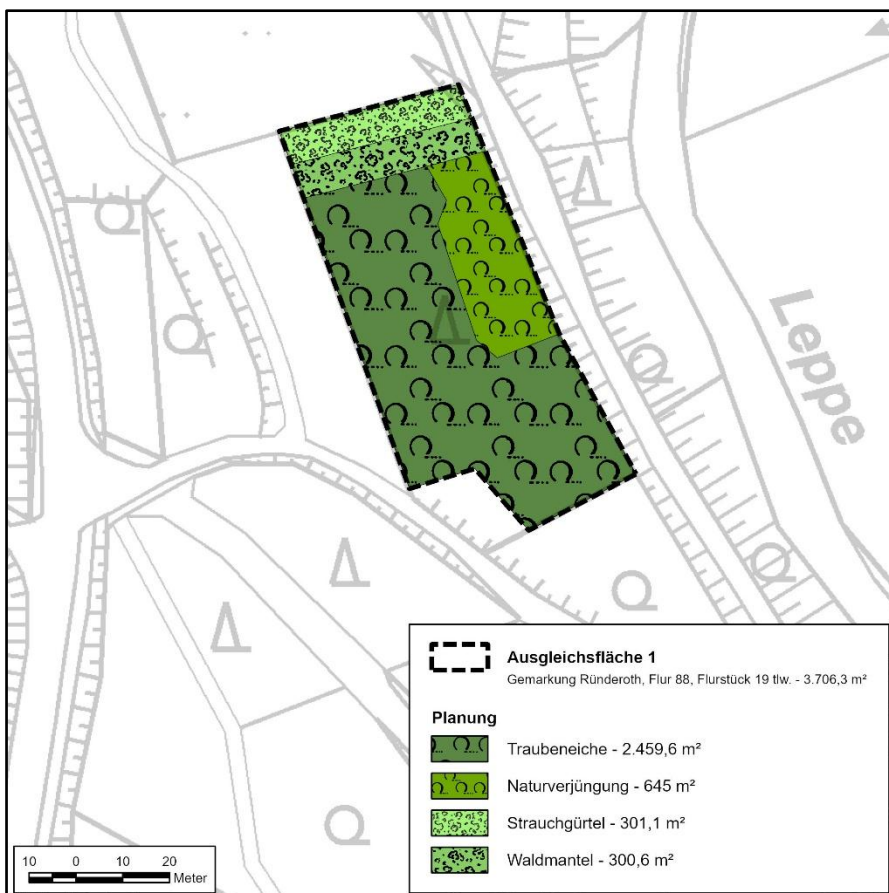 Leppe
Ausgleichsfläche 1
Gemarkung Ründeroth, Flur 88, Flurstück 19 tlw. - 3.706,3 m²
Planung
Traubeneiche - 2.459,6 m²
Naturverjüngung - 645 m²
Strauchgürtel - 301,1 m²
Waldmantel - 300,6 m²
10 0 10 20
Meter